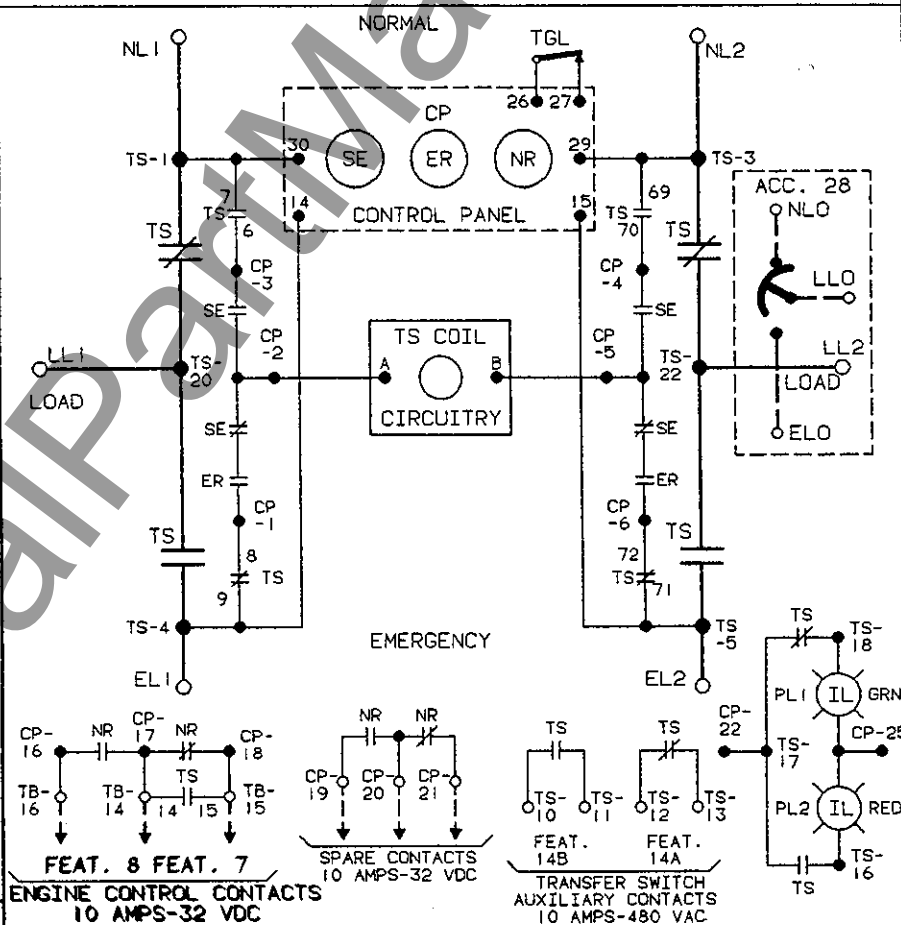 NORMAL
NL1
TGL
NL2
26 27
CP
30
SE
ER
NR
29
TS-1
TS-3
14
CONTROL PANEL
15
7
TS
6
69
TS
70
ACC. 28
NLO
LLO
ELO
TS
TS
CP
-3
CP
-4
SE
SE
CP
-2
TS COIL
A
B
CIRCUITRY
CP
-5
LL1
TS-
20
LOAD
TS-
22
LL2
LOAD
SE
SE
ER
ER
CP
-1
CP
-6
TS
TS
8
TS
9
72
TS
71
TS-4
TS
-5
EMERGENCY
EL1
EL2
TS
TS-
18
PL1
IL
GRN
CP-
22
TS-
17
CP-25
PL2
IL
RED
TS-
16
TS
CP-
16
NR
CP-
17
NR
CP-
18
TS
TB-
16
TB-
14
14
15
TB-
15
FEAT. 8 FEAT. 7
ENGINE CONTROL CONTACTS
10 AMPS-32 VDC
NR
NR
CP-
19
CP-
20
CP-
21
SPARE CONTACTS
10 AMPS-32 VDC
TS
TS
TS-
10
TS-
11
TS-
12
TS-
13
FEAT.
14B
FEAT.
14A
TRANSFER SWITCH
AUXILIARY CONTACTS
10 AMPS-480 VAC
alPartMa